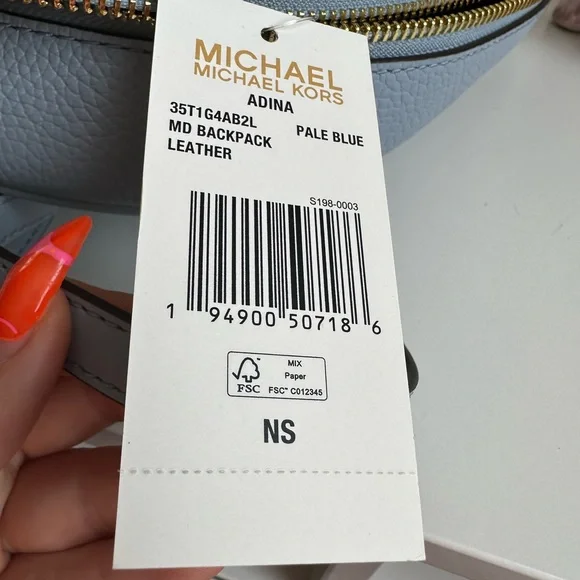 MICHAEL
MICHAEL KORS
ADINA
35T1G4AB2L
MD BACKPACK PALE BLUE
LEATHER
S198-0003
1 94900 50718 6
MIX
Paper
FSC™ C012345
FSC
NS